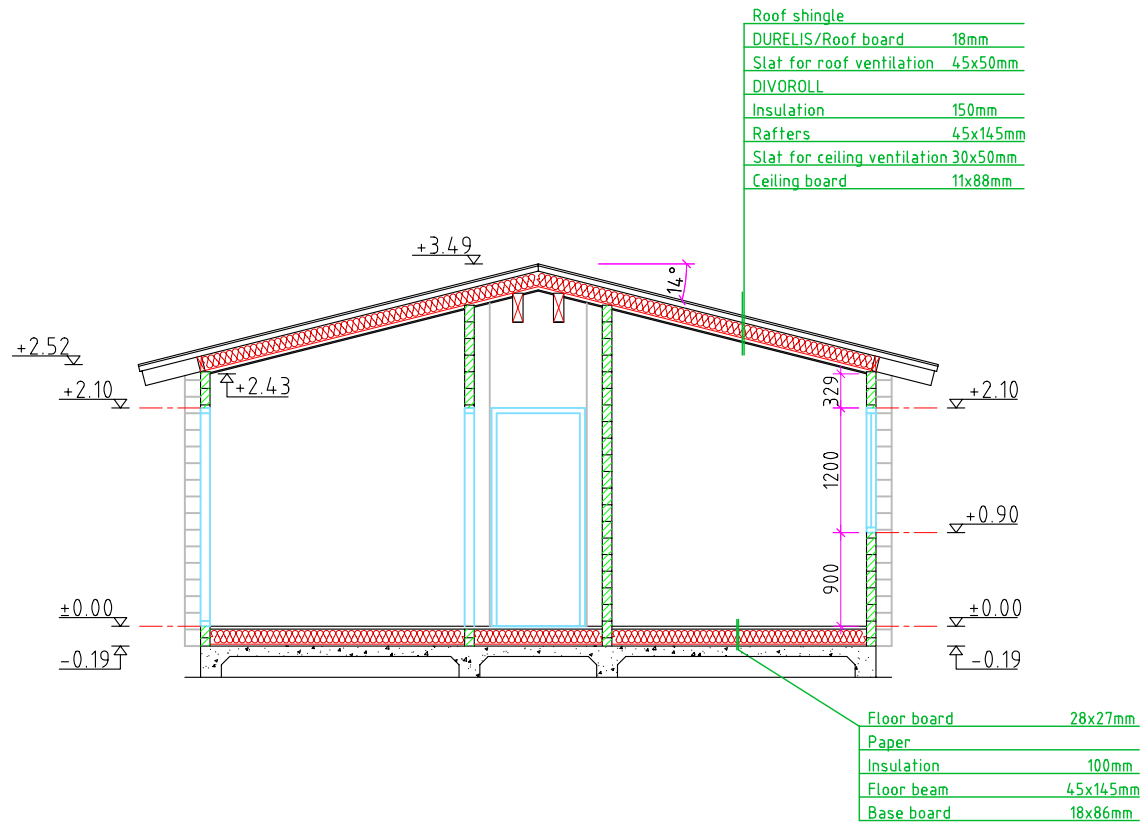 Roof shingle
DURELIS/Roof board 18mm
Slat for roof ventilation 45x50mm
DIVOROLL
Insulation 150mm
Rafters 45x145mm
Slat for ceiling ventilation 30x50mm
Ceiling board 11x88mm
+3.49
14°
+2.52
+2.43
329
+2.10
+2.10
1200
+0.90
900
±0.00
±0.00
-0.19
-0.19
Floor board 28x27mm
Paper
Insulation 100mm
Floor beam 45x145mm
Base board 18x86mm